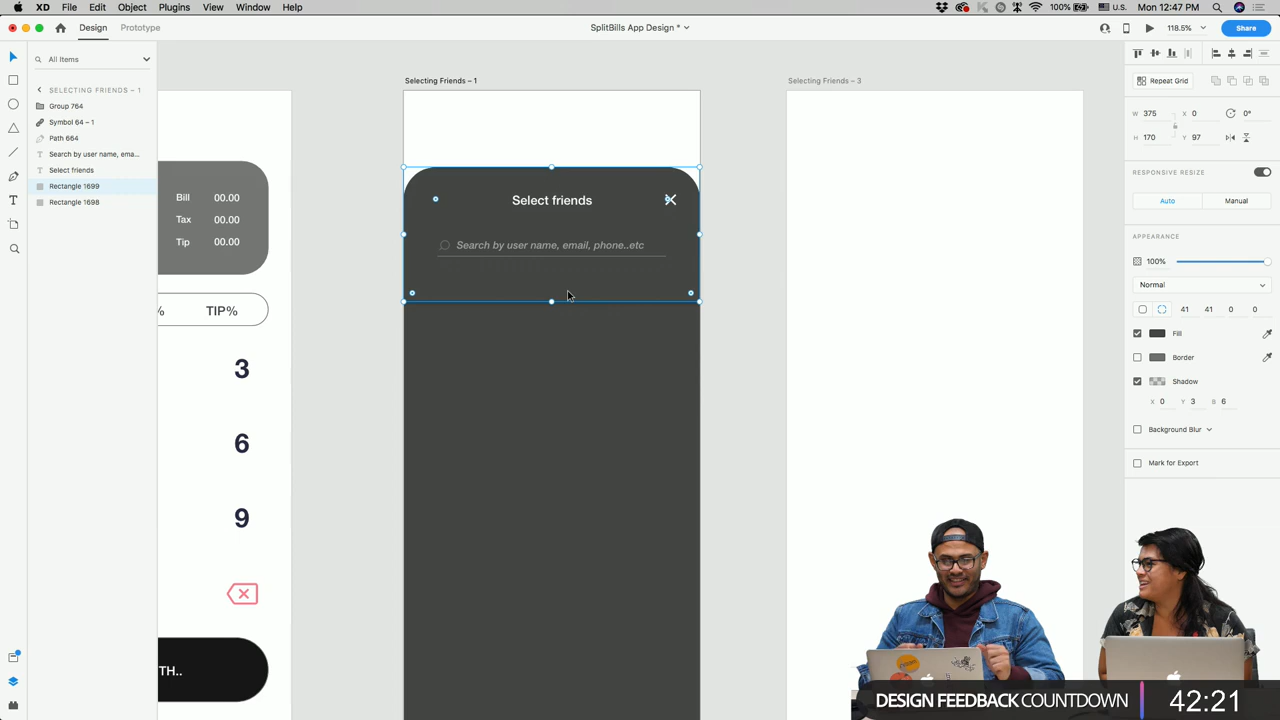 XD File Edit Object Plugins View Window Help
100% U.S. Mon 12:47 PM
Design Prototype
SplitBills App Design *
118.5%
Share
All Items
SELECTING FRIENDS – 1
Group 764
Symbol 64 – 1
Path 664
Search by user name, ema...
Select friends
Rectangle 1699
Rectangle 1698
Bill 00.00
Tax 00.00
Tip 00.00
% TIP%
3
6
9
TH..
Selecting Friends – 1
Select friends
Search by user name, email, phone..etc
Selecting Friends – 3
Repeat Grid
W 375 X 0 0°
H 170 Y 97
RESPONSIVE RESIZE
Auto Manual
APPEARANCE
100%
Normal
41 41 0 0
Fill
Border
Shadow
X 0 Y 3 B 6
Background Blur
Mark for Export
DESIGN FEEDBACK COUNTDOWN 42:21